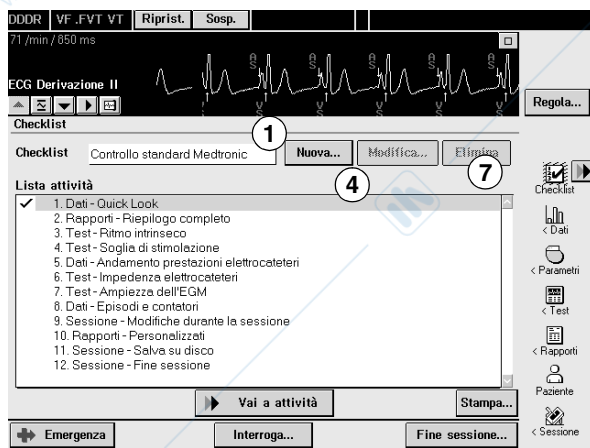 DDDR VF .FVT VT Riprist. Sosp.
71 /min / 850 ms
A S A S A S A S
ECG Derivazione II
V S V S V S V S
Regola...
Checklist
1
Checklist Controllo standard Medtronic Nuova... Modifica... Elimina
4 7
Lista attività
1. Dati - Quick Look
2. Rapporti - Riepilogo completo
3. Test - Ritmo intrinseco
4. Test - Soglia di stimolazione
5. Dati - Andamento prestazioni elettrocateteri
6. Test - Impedenza elettrocateteri
7. Test - Ampiezza dell'EGM
8. Dati - Episodi e contatori
9. Sessione - Modifiche durante la sessione
10. Rapporti - Personalizzati
11. Sessione - Salva su disco
12. Sessione - Fine sessione
Checklist
< Dati
< Parametri
< Test
< Rapporti
Paziente
< Sessione
Vai a attività Stampa...
Emergenza Interroga... Fine sessione...